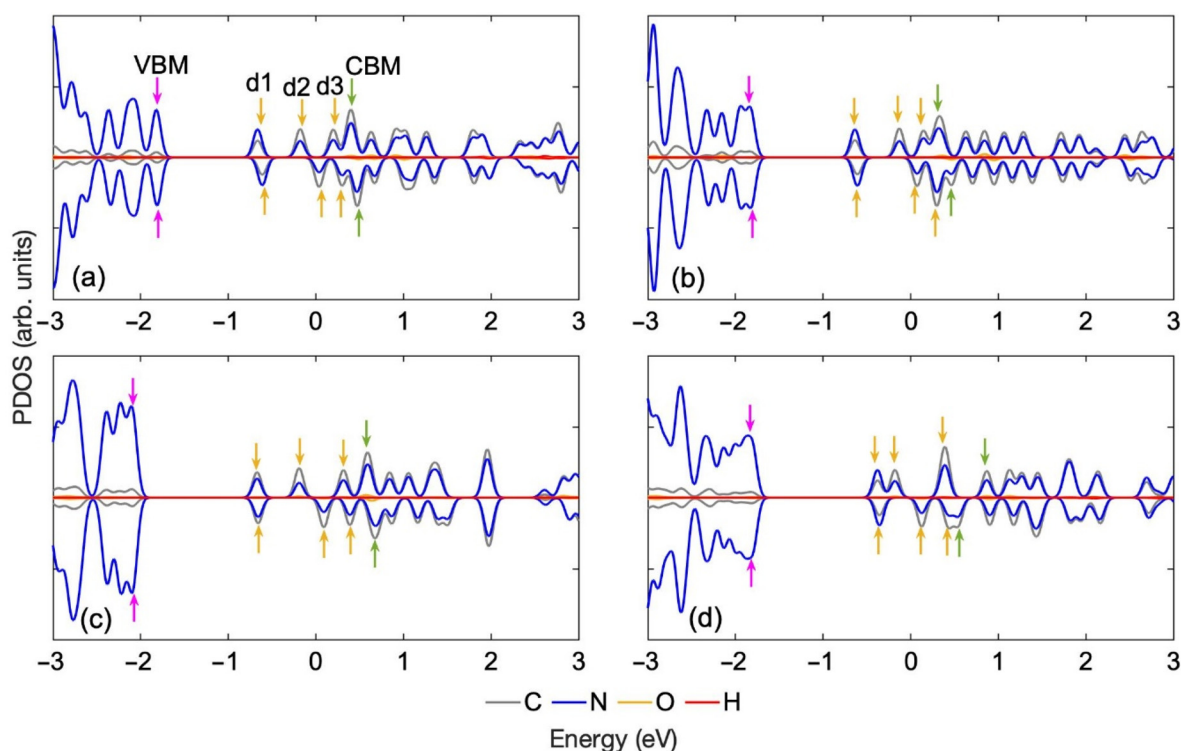 VBM
CBM
d1 d2 d3
(a)
(b)
−3 −2 −1 0 1 2 3
−3 −2 −1 0 1 2 3
PDOS (arb. units)
(c)
(d)
−3 −2 −1 0 1 2 3
−3 −2 −1 0 1 2 3
C N O H
Energy (eV)